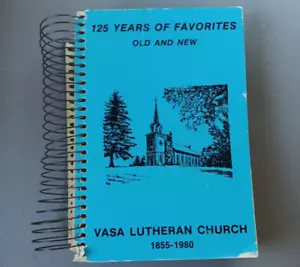 125 YEARS OF FAVORITES
OLD AND NEW
VASA LUTHERAN CHURCH
1855-1980